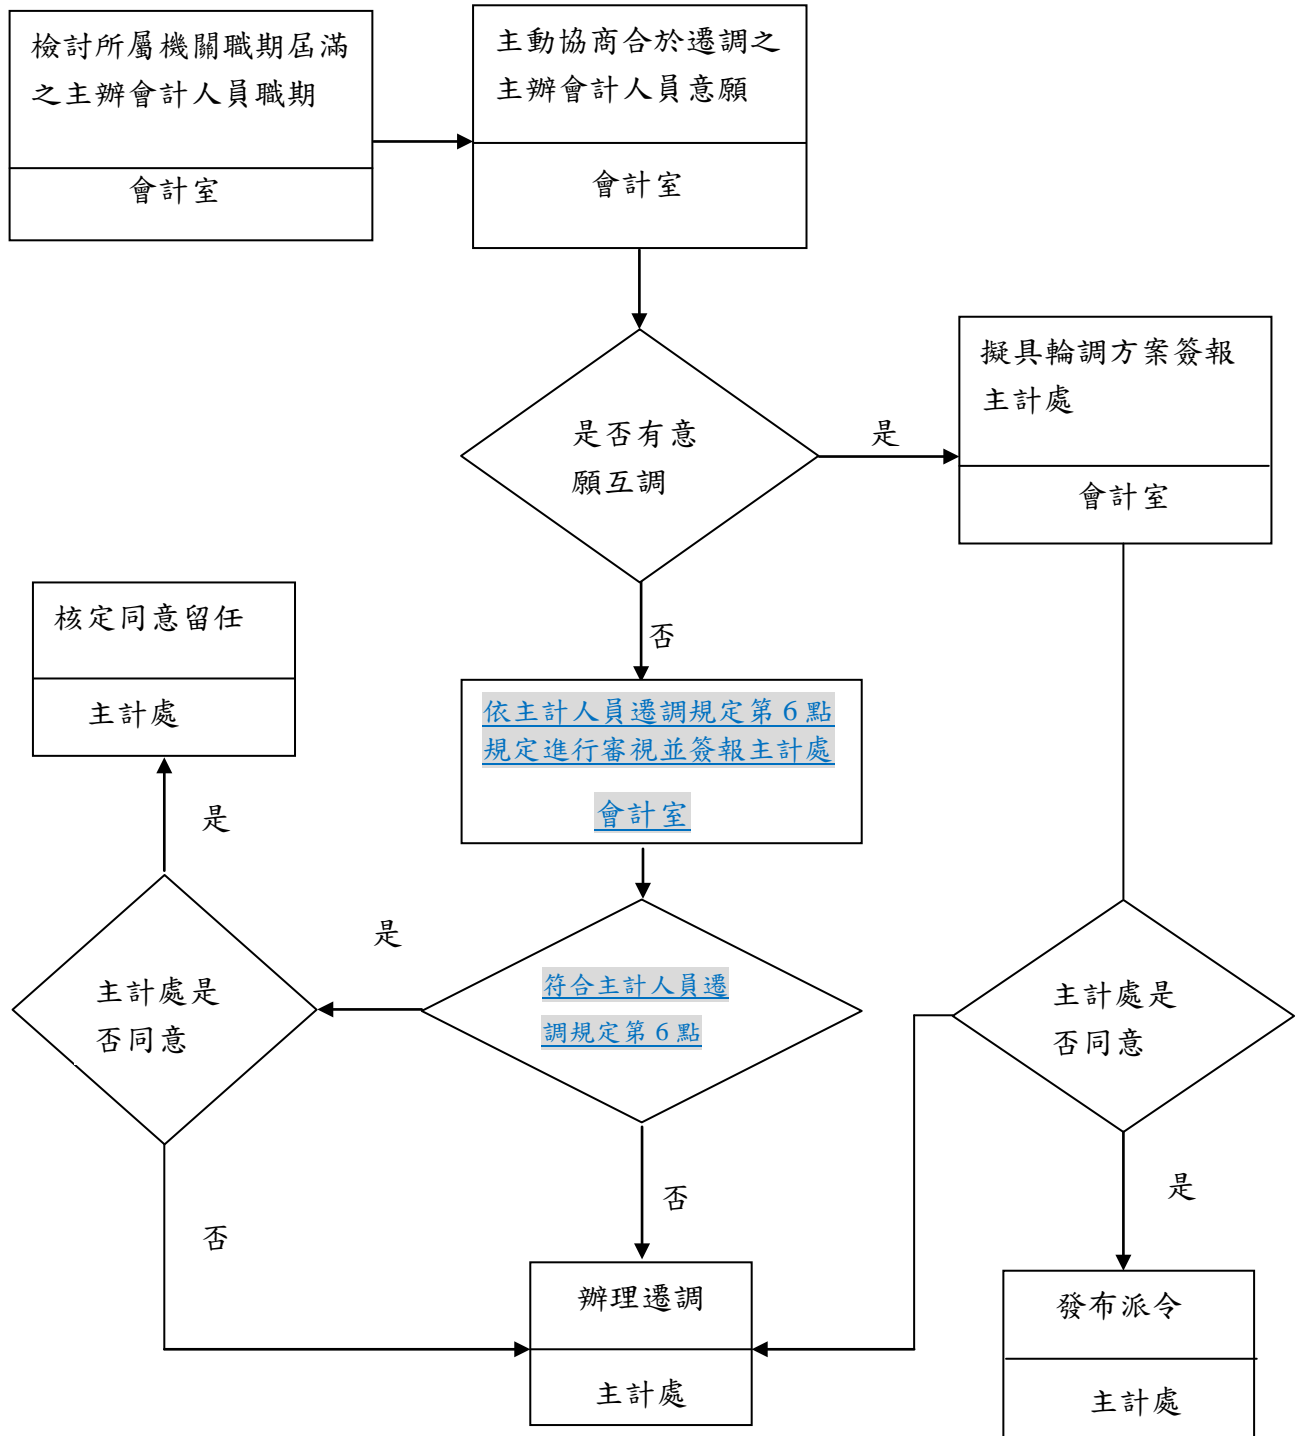 檢討所屬機關職期屆滿
之主辦會計人員職期
會計室
主動協商合於遷調之
主辦會計人員意願
會計室
是否有意
願互調
是
擬具輪調方案簽報
主計處
會計室
否
核定同意留任
主計處
依主計人員遷調規定第6點
規定進行審視並簽報主計處
會計室
是
是
主計處是
否同意
符合主計人員遷
調規定第6點
主計處是
否同意
否
否
是
辦理遷調
主計處
發布派令
主計處